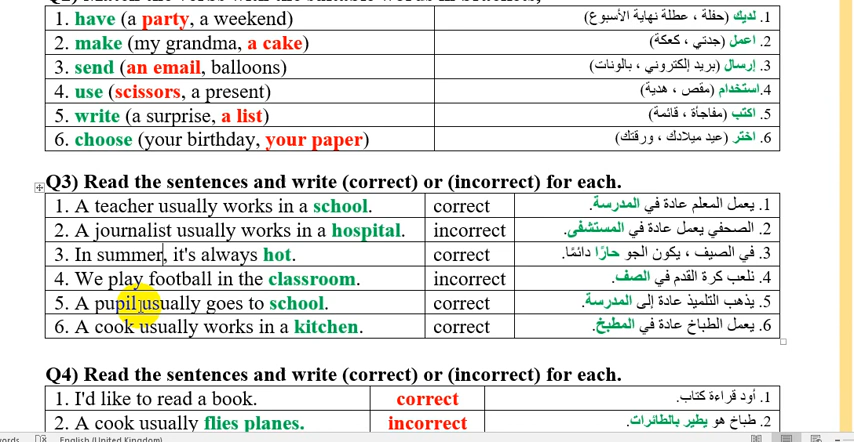 1. have (a party, a weekend) 1. لديك (حفلة ، عطلة نهاية الأسبوع)
2. make (my grandma, a cake) 2. اعمل (جدتي ، كعكة)
3. send (an email, balloons) 3. إرسال (بريد إلكتروني ، بالونات)
4. use (scissors, a present) 4.استخدام (مقص ، هدية)
5. write (a surprise, a list) 5. اكتب (مفاجأة ، قائمة)
6. choose (your birthday, your paper) 6. اختر (عيد ميلادك ، ورقتك)
Q3) Read the sentences and write (correct) or (incorrect) for each.
1. A teacher usually works in a school. correct 1. يعمل المعلم عادة في المدرسة.
2. A journalist usually works in a hospital. incorrect 2. الصحفي يعمل عادة في المستشفى.
3. In summer, it's always hot. correct 3. في الصيف ، يكون الجو حارًا دائمًا.
4. We play football in the classroom. incorrect 4. نلعب كرة القدم في الصف.
5. A pupil usually goes to school. correct 5. يذهب التلميذ عادة إلى المدرسة.
6. A cook usually works in a kitchen. correct 6. يعمل الطباخ عادة في المطبخ.
Q4) Read the sentences and write (correct) or (incorrect) for each.
1. I'd like to read a book. correct 1. أود قراءة كتاب.
2. A cook usually flies planes. incorrect 2. طباخ هو يطير بالطائرات.
English (United Kingdom)